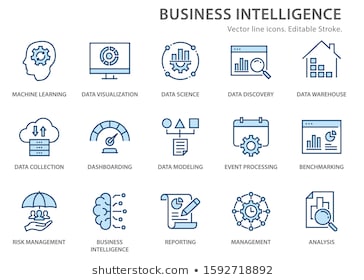 BUSINESS INTELLIGENCE
Vector line icons. Editable Stroke.
MACHINE LEARNING
DATA VISUALIZATION
DATA SCIENCE
DATA DISCOVERY
DATA WAREHOUSE
DATA COLLECTION
DASHBOARDING
DATA MODELING
EVENT PROCESSING
BENCHMARKING
RISK MANAGEMENT
BUSINESS
INTELLIGENCE
REPORTING
MANAGEMENT
ANALYSIS
www.shutterstock.com · 1592718892